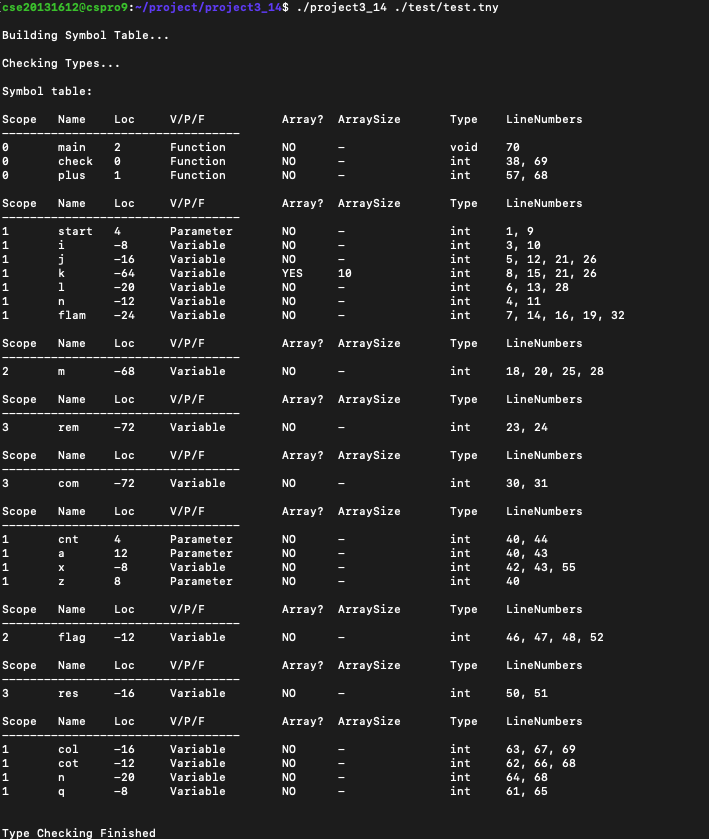 cse20131612@cspro9:~/project/project3_14$ ./project3_14 ./test/test.tny
Building Symbol Table...
Checking Types...
Symbol table:
Scope Name Loc V/P/F Array? ArraySize Type LineNumbers
----------------------------------
0 main 2 Function NO - void 70
0 check 0 Function NO - int 38, 69
0 plus 1 Function NO - int 57, 68
Scope Name Loc V/P/F Array? ArraySize Type LineNumbers
----------------------------------
1 start 4 Parameter NO - int 1, 9
1 i -8 Variable NO - int 3, 10
1 j -16 Variable NO - int 5, 12, 21, 26
1 k -64 Variable YES 10 int 8, 15, 21, 26
1 l -20 Variable NO - int 6, 13, 28
1 n -12 Variable NO - int 4, 11
1 flam -24 Variable NO - int 7, 14, 16, 19, 32
Scope Name Loc V/P/F Array? ArraySize Type LineNumbers
----------------------------------
2 m -68 Variable NO - int 18, 20, 25, 28
Scope Name Loc V/P/F Array? ArraySize Type LineNumbers
----------------------------------
3 rem -72 Variable NO - int 23, 24
Scope Name Loc V/P/F Array? ArraySize Type LineNumbers
----------------------------------
3 com -72 Variable NO - int 30, 31
Scope Name Loc V/P/F Array? ArraySize Type LineNumbers
----------------------------------
1 cnt 4 Parameter NO - int 40, 44
1 a 12 Parameter NO - int 40, 43
1 x -8 Variable NO - int 42, 43, 55
1 z 8 Parameter NO - int 40
Scope Name Loc V/P/F Array? ArraySize Type LineNumbers
----------------------------------
2 flag -12 Variable NO - int 46, 47, 48, 52
Scope Name Loc V/P/F Array? ArraySize Type LineNumbers
----------------------------------
3 res -16 Variable NO - int 50, 51
Scope Name Loc V/P/F Array? ArraySize Type LineNumbers
----------------------------------
1 col -16 Variable NO - int 63, 67, 69
1 cot -12 Variable NO - int 62, 66, 68
1 n -20 Variable NO - int 64, 68
1 q -8 Variable NO - int 61, 65
Type Checking Finished